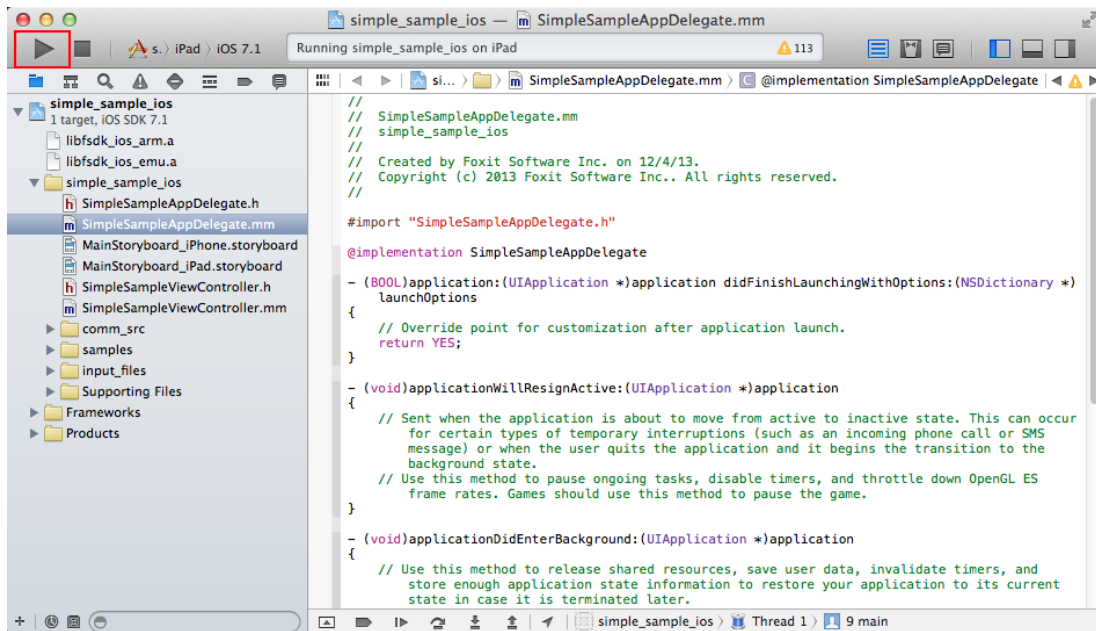 simple_sample_ios — m SimpleSampleAppDelegate.mm
s. 〉 iPad 〉 iOS 7.1
Running simple_sample_ios on iPad
113
simple_sample_ios
1 target, iOS SDK 7.1
libfsdk_ios_arm.a
libfsdk_ios_emu.a
simple_sample_ios
h SimpleSampleAppDelegate.h
m SimpleSampleAppDelegate.mm
MainStoryboard_iPhone.storyboard
MainStoryboard_iPad.storyboard
h SimpleSampleViewController.h
m SimpleSampleViewController.mm
comm_src
samples
input_files
Supporting Files
Frameworks
Products
si... 〉 〉 m SimpleSampleAppDelegate.mm 〉 C @implementation SimpleSampleAppDelegate
//
//  SimpleSampleAppDelegate.mm
//  simple_sample_ios
//
//  Created by Foxit Software Inc. on 12/4/13.
//  Copyright (c) 2013 Foxit Software Inc.. All rights reserved.
//
#import "SimpleSampleAppDelegate.h"
@implementation SimpleSampleAppDelegate
- (BOOL)application:(UIApplication *)application didFinishLaunchingWithOptions:(NSDictionary *)
launchOptions
{
// Override point for customization after application launch.
return YES;
}
- (void)applicationWillResignActive:(UIApplication *)application
{
// Sent when the application is about to move from active to inactive state. This can occur
for certain types of temporary interruptions (such as an incoming phone call or SMS
message) or when the user quits the application and it begins the transition to the
background state.
// Use this method to pause ongoing tasks, disable timers, and throttle down OpenGL ES
frame rates. Games should use this method to pause the game.
}
- (void)applicationDidEnterBackground:(UIApplication *)application
{
// Use this method to release shared resources, save user data, invalidate timers, and
store enough application state information to restore your application to its current
state in case it is terminated later.
simple_sample_ios 〉 Thread 1 〉 9 main